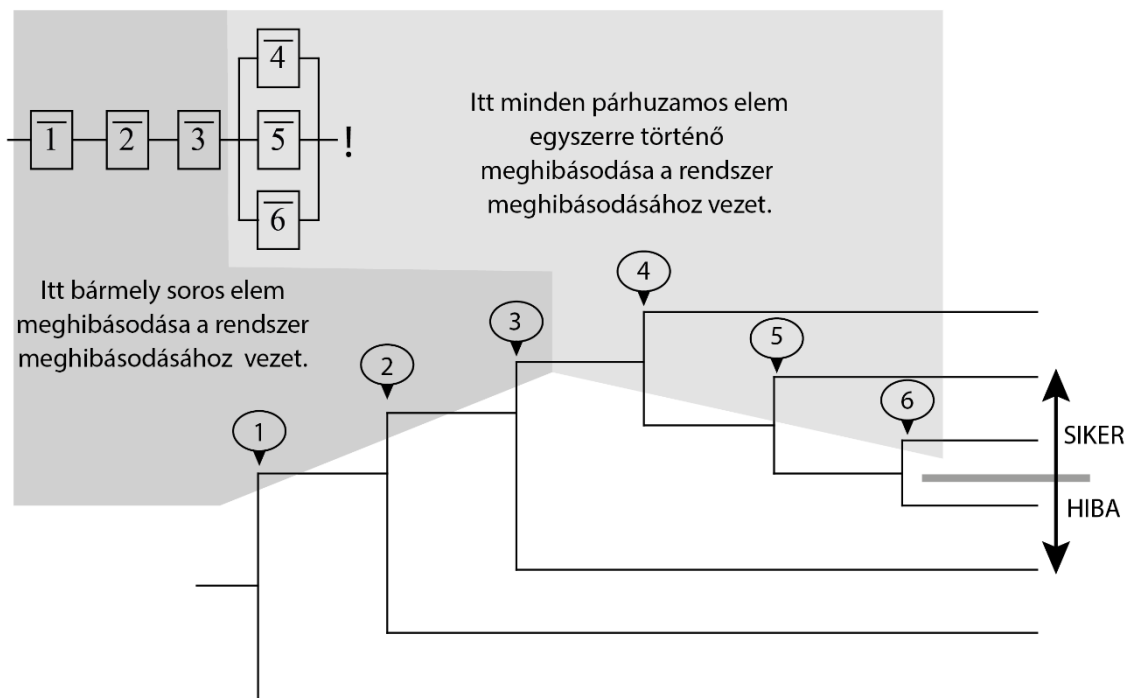 4̅
1̅ 2̅ 3̅ 5̅ !
6̅
Itt minden párhuzamos elem
egyszerre történő
meghibásodása a rendszer
meghibásodásához vezet.
Itt bármely soros elem
meghibásodása a rendszer
meghibásodásához vezet.
4
3
5
2
6
1
SIKER
HIBA